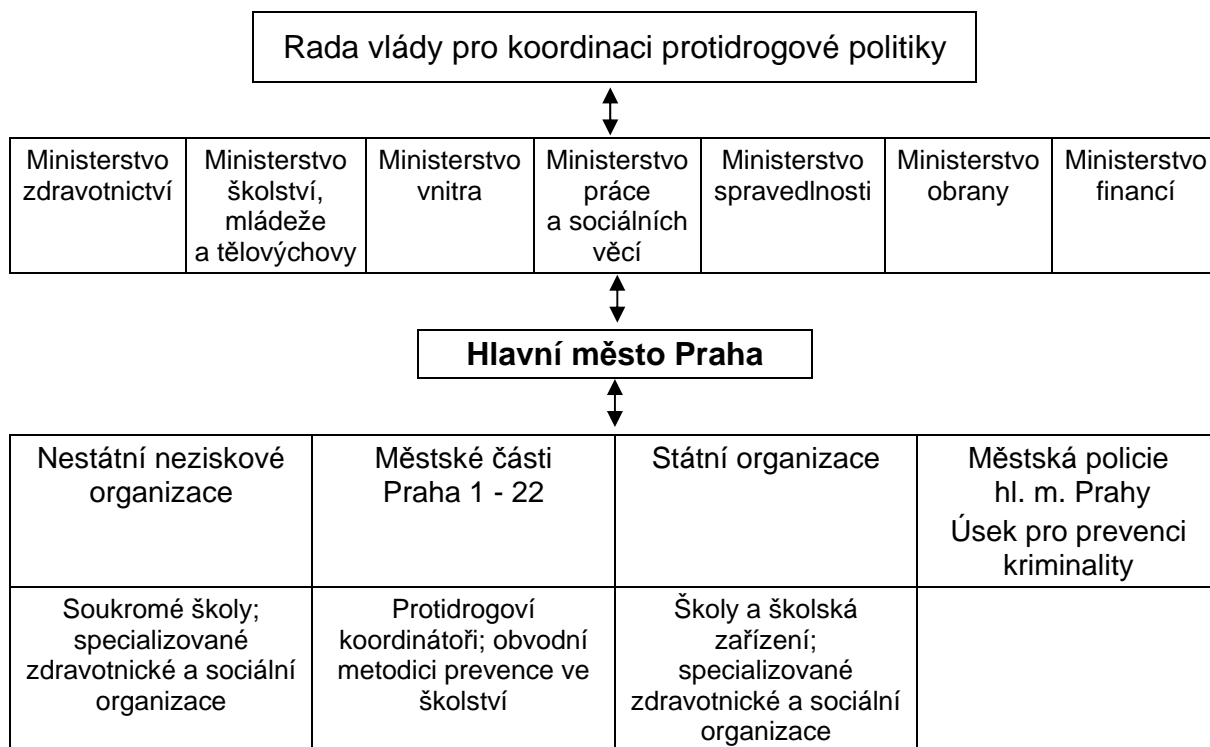 Rada vlády pro koordinaci protidrogové politiky
Ministerstvo
zdravotnictví
Ministerstvo
školství,
mládeže
a tělovýchovy
Ministerstvo
vnitra
Ministerstvo
práce
a sociálních
věcí
Ministerstvo
spravedlnosti
Ministerstvo
obrany
Ministerstvo
financí
Hlavní město Praha
Nestátní neziskové
organizace
Městské části
Praha 1 - 22
Státní organizace
Městská policie
hl. m. Prahy
Úsek pro prevenci
kriminality
Soukromé školy;
specializované
zdravotnické a sociální
organizace
Protidrogoví
koordinátoři; obvodní
metodici prevence ve
školství
Školy a školská
zařízení;
specializované
zdravotnické a sociální
organizace